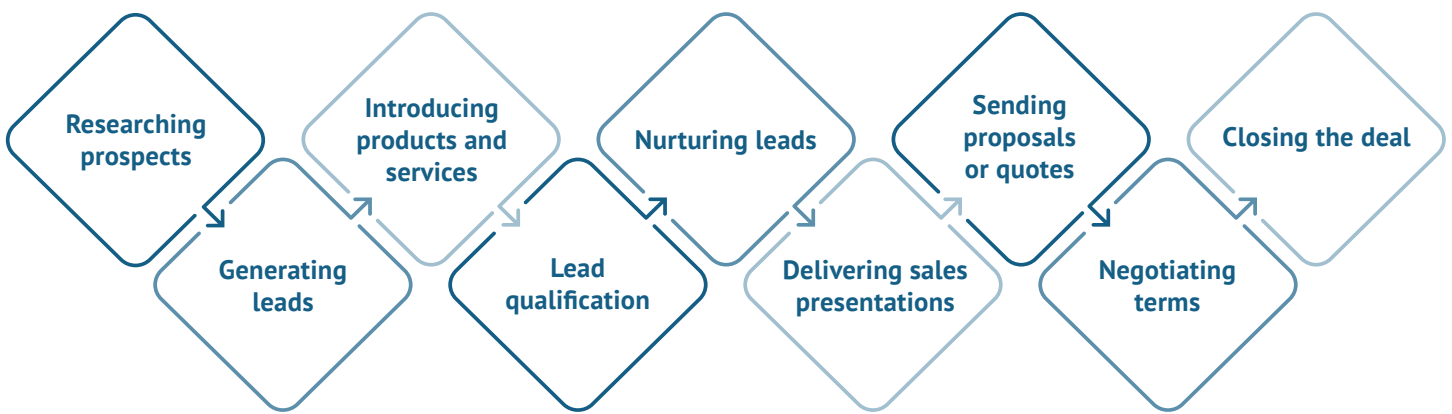 Researching
prospects
Generating
leads
Introducing
products and
services
Lead
qualification
Nurturing leads
Delivering sales
presentations
Sending
proposals
or quotes
Negotiating
terms
Closing the deal